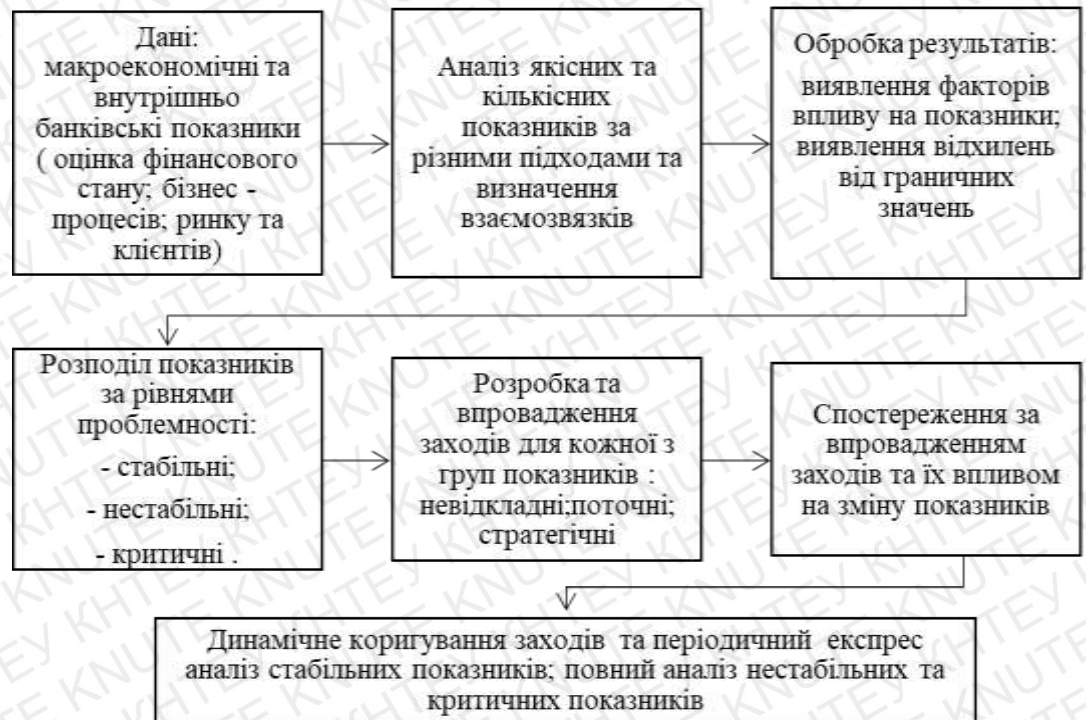 Дані:
макроекономічні та
внутрішньо
банківські показники
( оцінка фінансового
стану; бізнес -
процесів; ринку та
клієнтів)
Аналіз якісних та
кількісних
показників за
різними підходами та
визначення
взаємозвязків
Обробка результатів:
виявлення факторів
впливу на показники;
виявлення відхилень
від граничних
значень
Розподіл показників
за рівнями
проблемності:
- стабільні;
- нестабільні;
- критичні .
Розробка та
впровадження
заходів для кожної з
груп показників :
невідкладні;поточні;
стратегічні
Спостереження за
впровадженням
заходів та їх впливом
на зміну показників
Динамічне коригування заходів та періодичний експрес
аналіз стабільних показників; повний аналіз нестабільних та
критичних показників